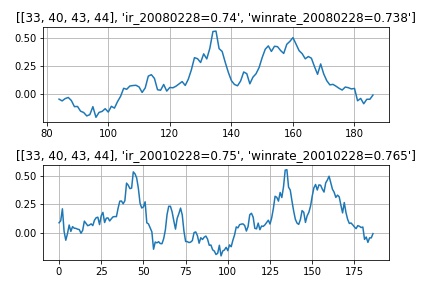 [[33, 40, 43, 44], 'ir_20080228=0.74', 'winrate_20080228=0.738']
0.50
0.25
0.00
80 100 120 140 160 180
[[33, 40, 43, 44], 'ir_20010228=0.75', 'winrate_20010228=0.765']
0.50
0.25
0.00
0 25 50 75 100 125 150 175